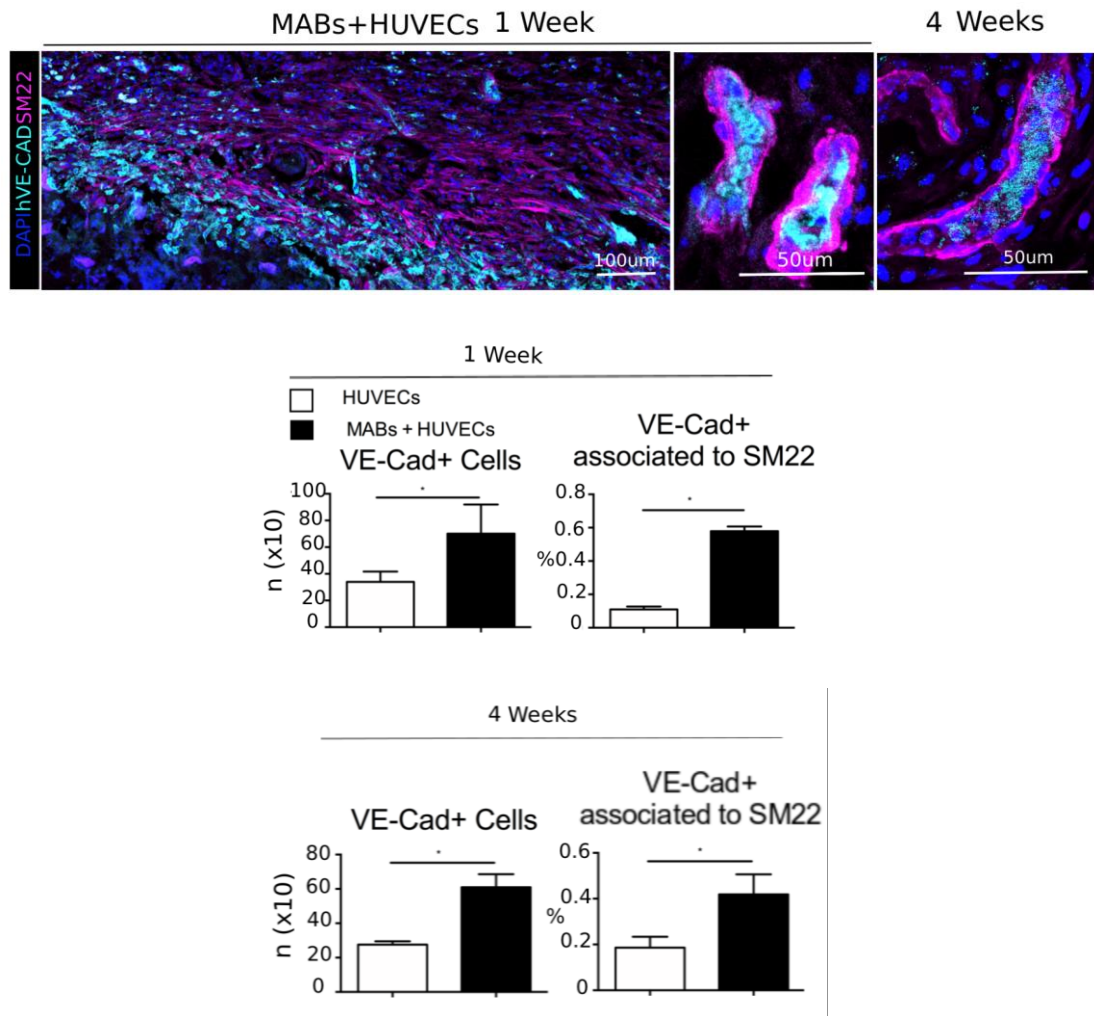 MABs+HUVECs 1 Week
4 Weeks
DAPIhVE-CADSM22
100um
50um
50um
1 Week
HUVECs
MABs + HUVECs
VE-Cad+ Cells
VE-Cad+
associated to SM22
n (x10)
100
80
60
40
20
0
*
%
0.8
0.6
0.4
0.2
0
*
4 Weeks
VE-Cad+ Cells
VE-Cad+
associated to SM22
n (x10)
80
60
40
20
0
*
%
0.6
0.4
0.2
0
*